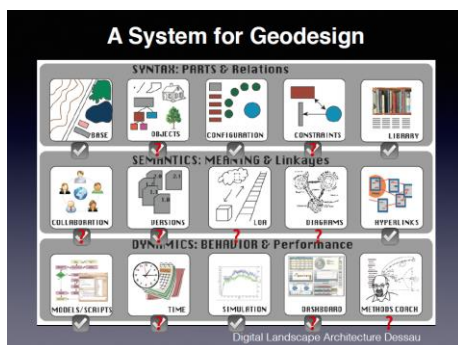 A System for Geodesign
SYNTAX: PARTS & Relations
BASE
OBJECTS
CONFIGURATION
CONSTRAINTS
LIBRARY
SEMANTICS: MEANING & Linkages
COLLABORATION
VERSIONS
LOA
DIAGRAMS
HYPERLINKS
DYNAMICS: BEHAVIOR & Performance
MODELS/SCRIPTS
TIME
SIMULATION
DASHBOARD
METHODS COACH
Digital Landscape Architecture Dessau